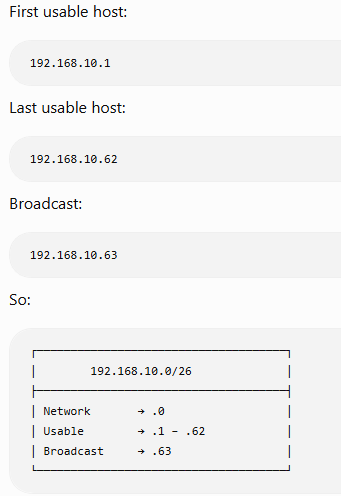 First usable host:
192.168.10.1
Last usable host:
192.168.10.62
Broadcast:
192.168.10.63
So:
192.168.10.0/26
Network → .0
Usable → .1 – .62
Broadcast → .63